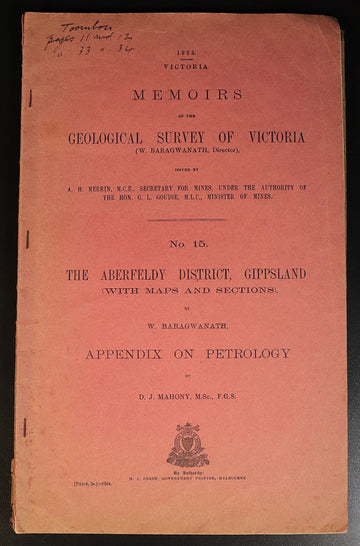 Toombon
pages 11 and 12
" 33 " 34
1925.
VICTORIA.
MEMOIRS
OF THE
GEOLOGICAL SURVEY OF VICTORIA
(W. BARAGWANATH, Director),
ISSUED BY
A. H. MERRIN, M.C.E., SECRETARY FOR MINES, UNDER THE AUTHORITY OF
THE HON. G. L. GOUDIE, M.L.C., MINISTER OF MINES.
No. 15.
THE ABERFELDY DISTRICT, GIPPSLAND
(WITH MAPS AND SECTIONS).
BY
W. BARAGWANATH,
APPENDIX ON PETROLOGY
BY
D. J. MAHONY, M.Sc., F.G.S.
By Authority:
H. J. GREEN, GOVERNMENT PRINTER, MELBOURNE.